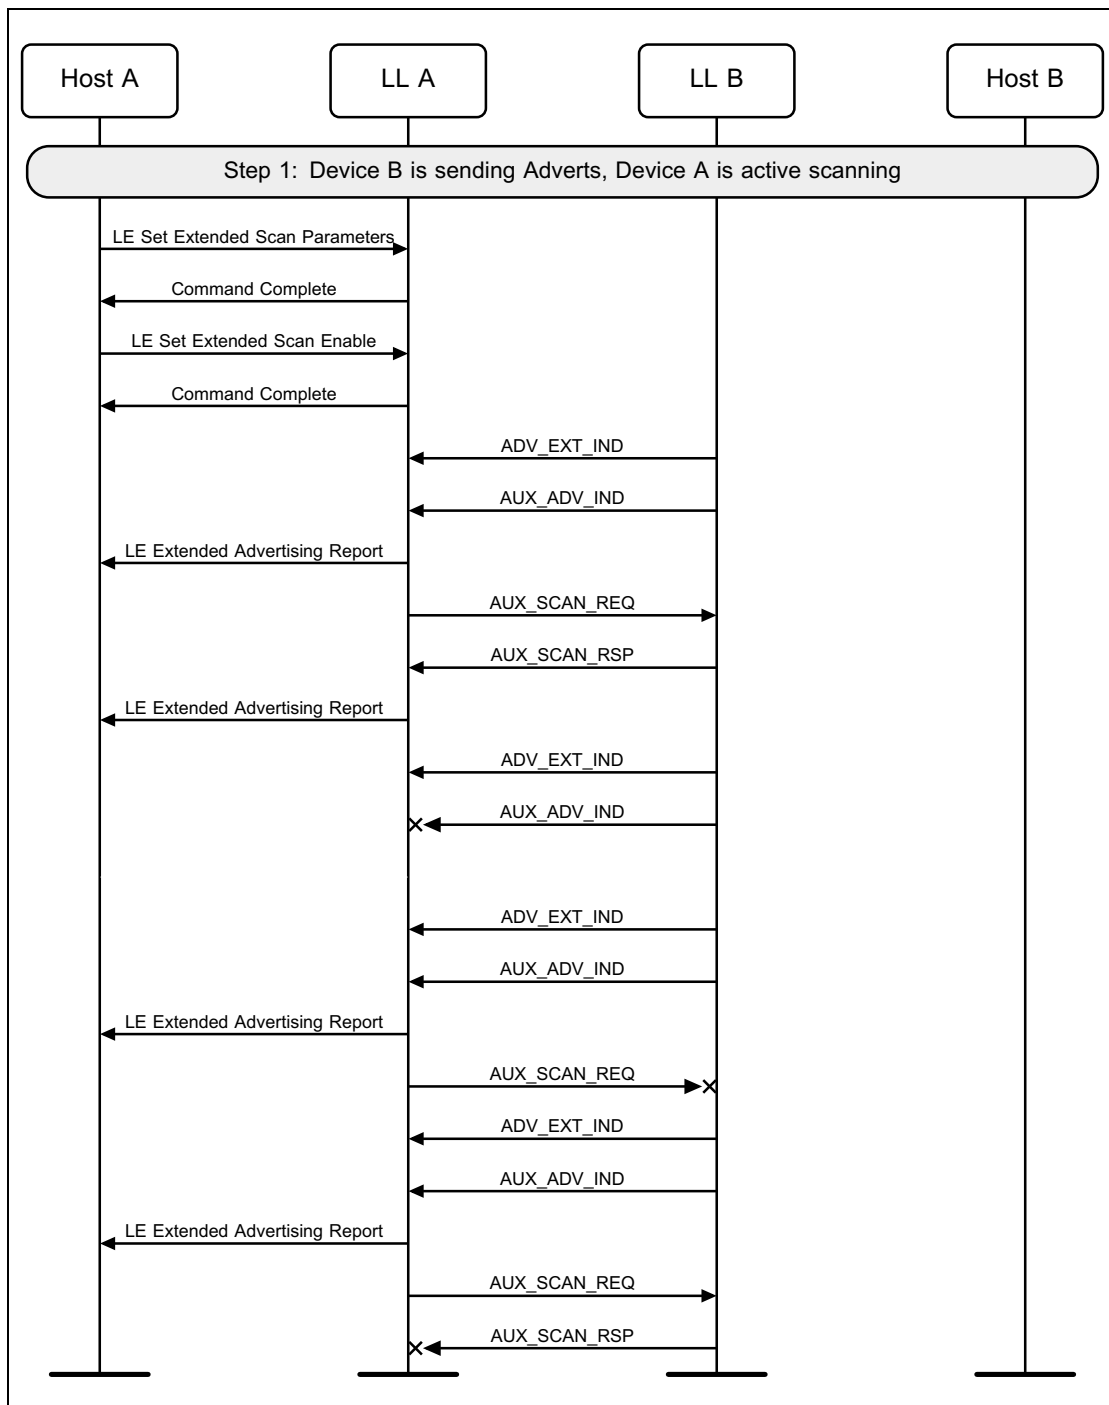 Host A
LL A
LL B
Host B
Step 1: Device B is sending Adverts, Device A is active scanning
LE Set Extended Scan Parameters
Command Complete
LE Set Extended Scan Enable
Command Complete
ADV_EXT_IND
AUX_ADV_IND
LE Extended Advertising Report
AUX_SCAN_REQ
AUX_SCAN_RSP
LE Extended Advertising Report
ADV_EXT_IND
AUX_ADV_IND
ADV_EXT_IND
AUX_ADV_IND
LE Extended Advertising Report
AUX_SCAN_REQ
ADV_EXT_IND
AUX_ADV_IND
LE Extended Advertising Report
AUX_SCAN_REQ
AUX_SCAN_RSP